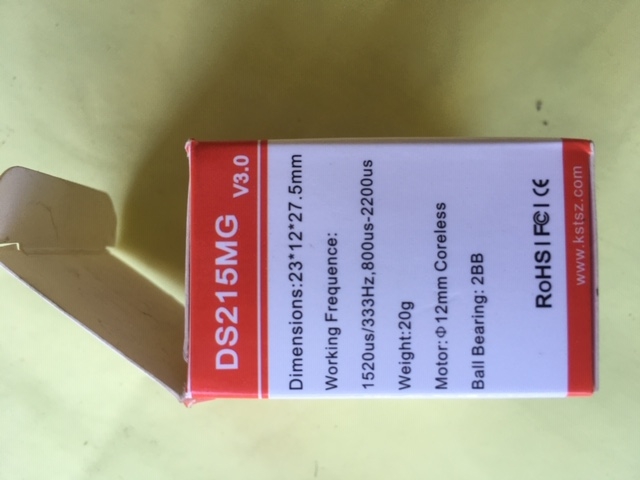 DS215MG V3.0
Dimensions:23*12*27.5mm
Working Frequence:
1520us/333Hz,800us-2200us
Weight:20g
Motor:Φ12mm Coreless
Ball Bearing: 2BB
RoHS | FC | CE
www.kstsz.com